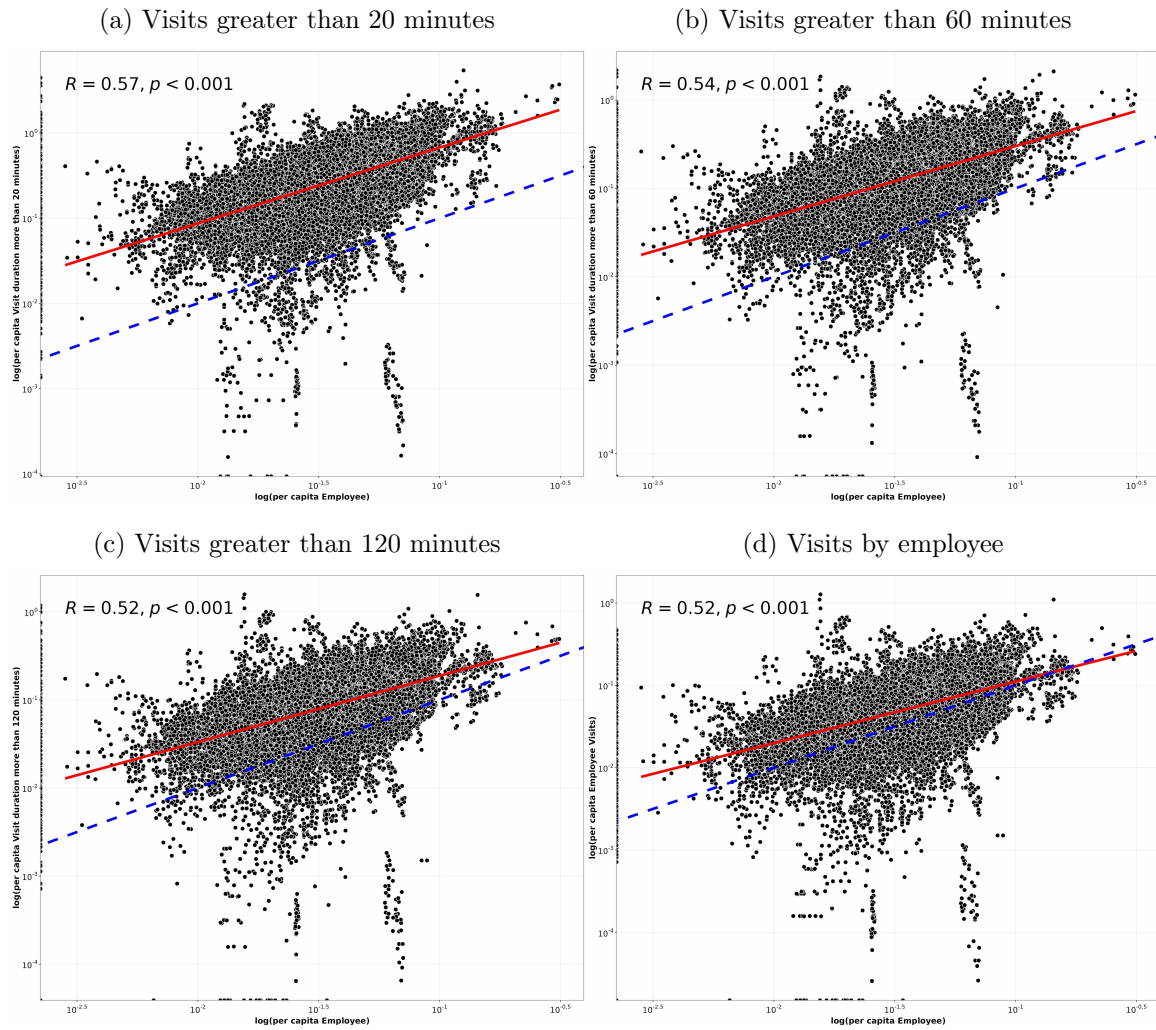 (a) Visits greater than 20 minutes
R = 0.57, p < 0.001
log(per capita Visit duration more than 20 minutes)
10^0
10^-1
10^-2
10^-3
10^-4
10^-2.5
10^-2
10^-1.5
10^-1
10^-0.5
log(per capita Employee)
(b) Visits greater than 60 minutes
R = 0.54, p < 0.001
log(per capita Visit duration more than 60 minutes)
10^0
10^-1
10^-2
10^-3
10^-4
10^-2.5
10^-2
10^-1.5
10^-1
10^-0.5
log(per capita Employee)
(c) Visits greater than 120 minutes
R = 0.52, p < 0.001
log(per capita Visit duration more than 120 minutes)
10^0
10^-1
10^-2
10^-3
10^-4
10^-2.5
10^-2
10^-1.5
10^-1
10^-0.5
log(per capita Employee)
(d) Visits by employee
R = 0.52, p < 0.001
log(per capita Employee Visits)
10^0
10^-1
10^-2
10^-3
10^-4
10^-2.5
10^-2
10^-1.5
10^-1
10^-0.5
log(per capita Employee)